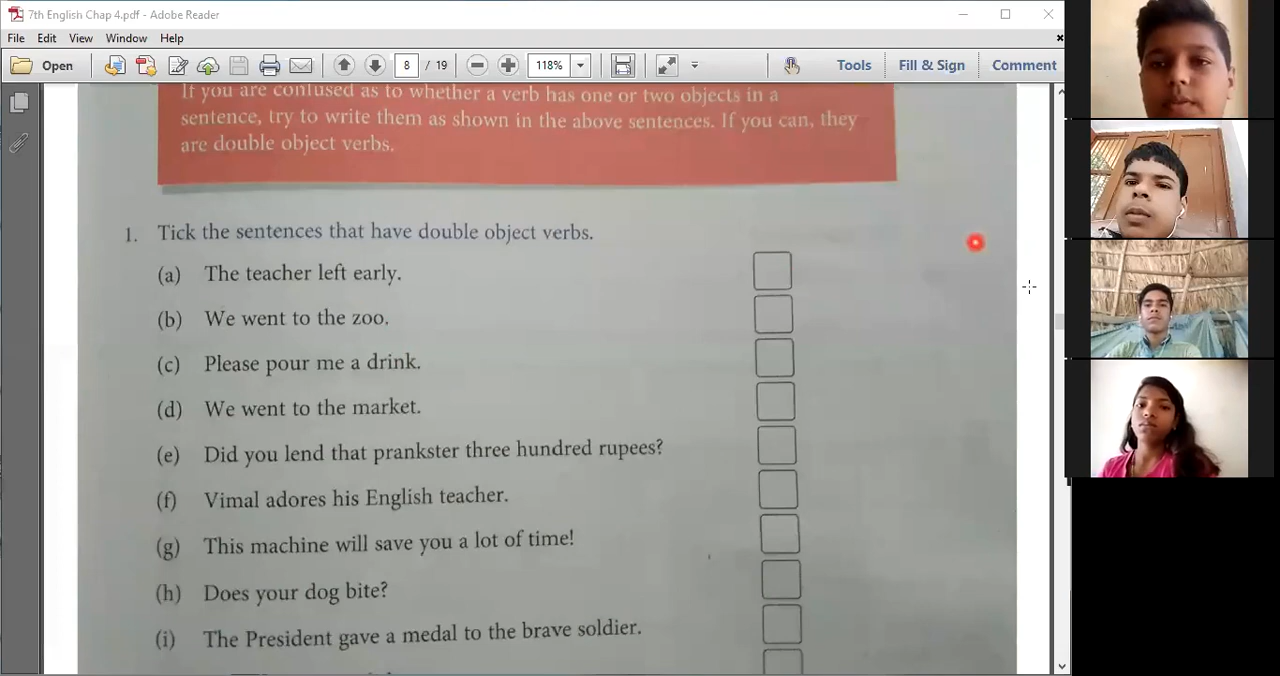 7th English Chap 4.pdf - Adobe Reader
File Edit View Window Help
Open 8 / 19 118% Tools Fill & Sign Comment
If you are confused as to whether a verb has one or two objects in a
sentence, try to write them as shown in the above sentences. If you can, they
are double object verbs.
1. Tick the sentences that have double object verbs.
(a) The teacher left early.
(b) We went to the zoo.
(c) Please pour me a drink.
(d) We went to the market.
(e) Did you lend that prankster three hundred rupees?
(f) Vimal adores his English teacher.
(g) This machine will save you a lot of time!
(h) Does your dog bite?
(i) The President gave a medal to the brave soldier.